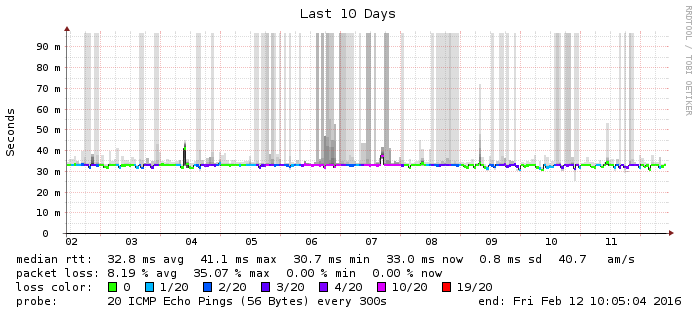 Last 10 Days
RRDTOOL / TOBI OETIKER
Seconds
90 m
80 m
70 m
60 m
50 m
40 m
30 m
20 m
10 m
0
02 03 04 05 06 07 08 09 10 11
median rtt: 32.8 ms avg 41.1 ms max 30.7 ms min 33.0 ms now 0.8 ms sd 40.7 am/s
packet loss: 8.19 % avg 35.07 % max 0.00 % min 0.00 % now
loss color: 0 1/20 2/20 3/20 4/20 10/20 19/20
probe: 20 ICMP Echo Pings (56 Bytes) every 300s end: Fri Feb 12 10:05:04 2016